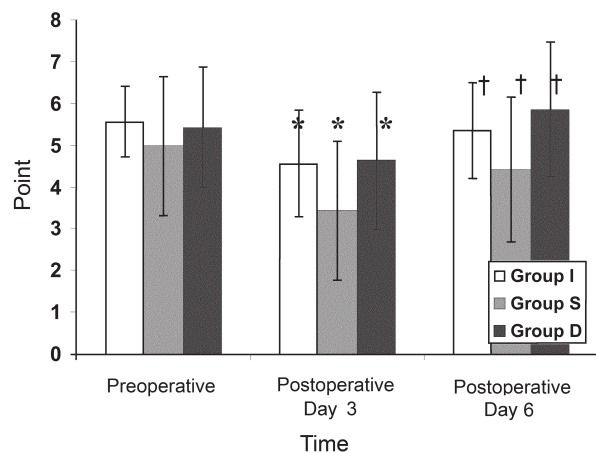 8
7
6
5
4
3
2
1
0
Point
* * *
† † †
Group I
Group S
Group D
Preoperative
Postoperative
Day 3
Postoperative
Day 6
Time